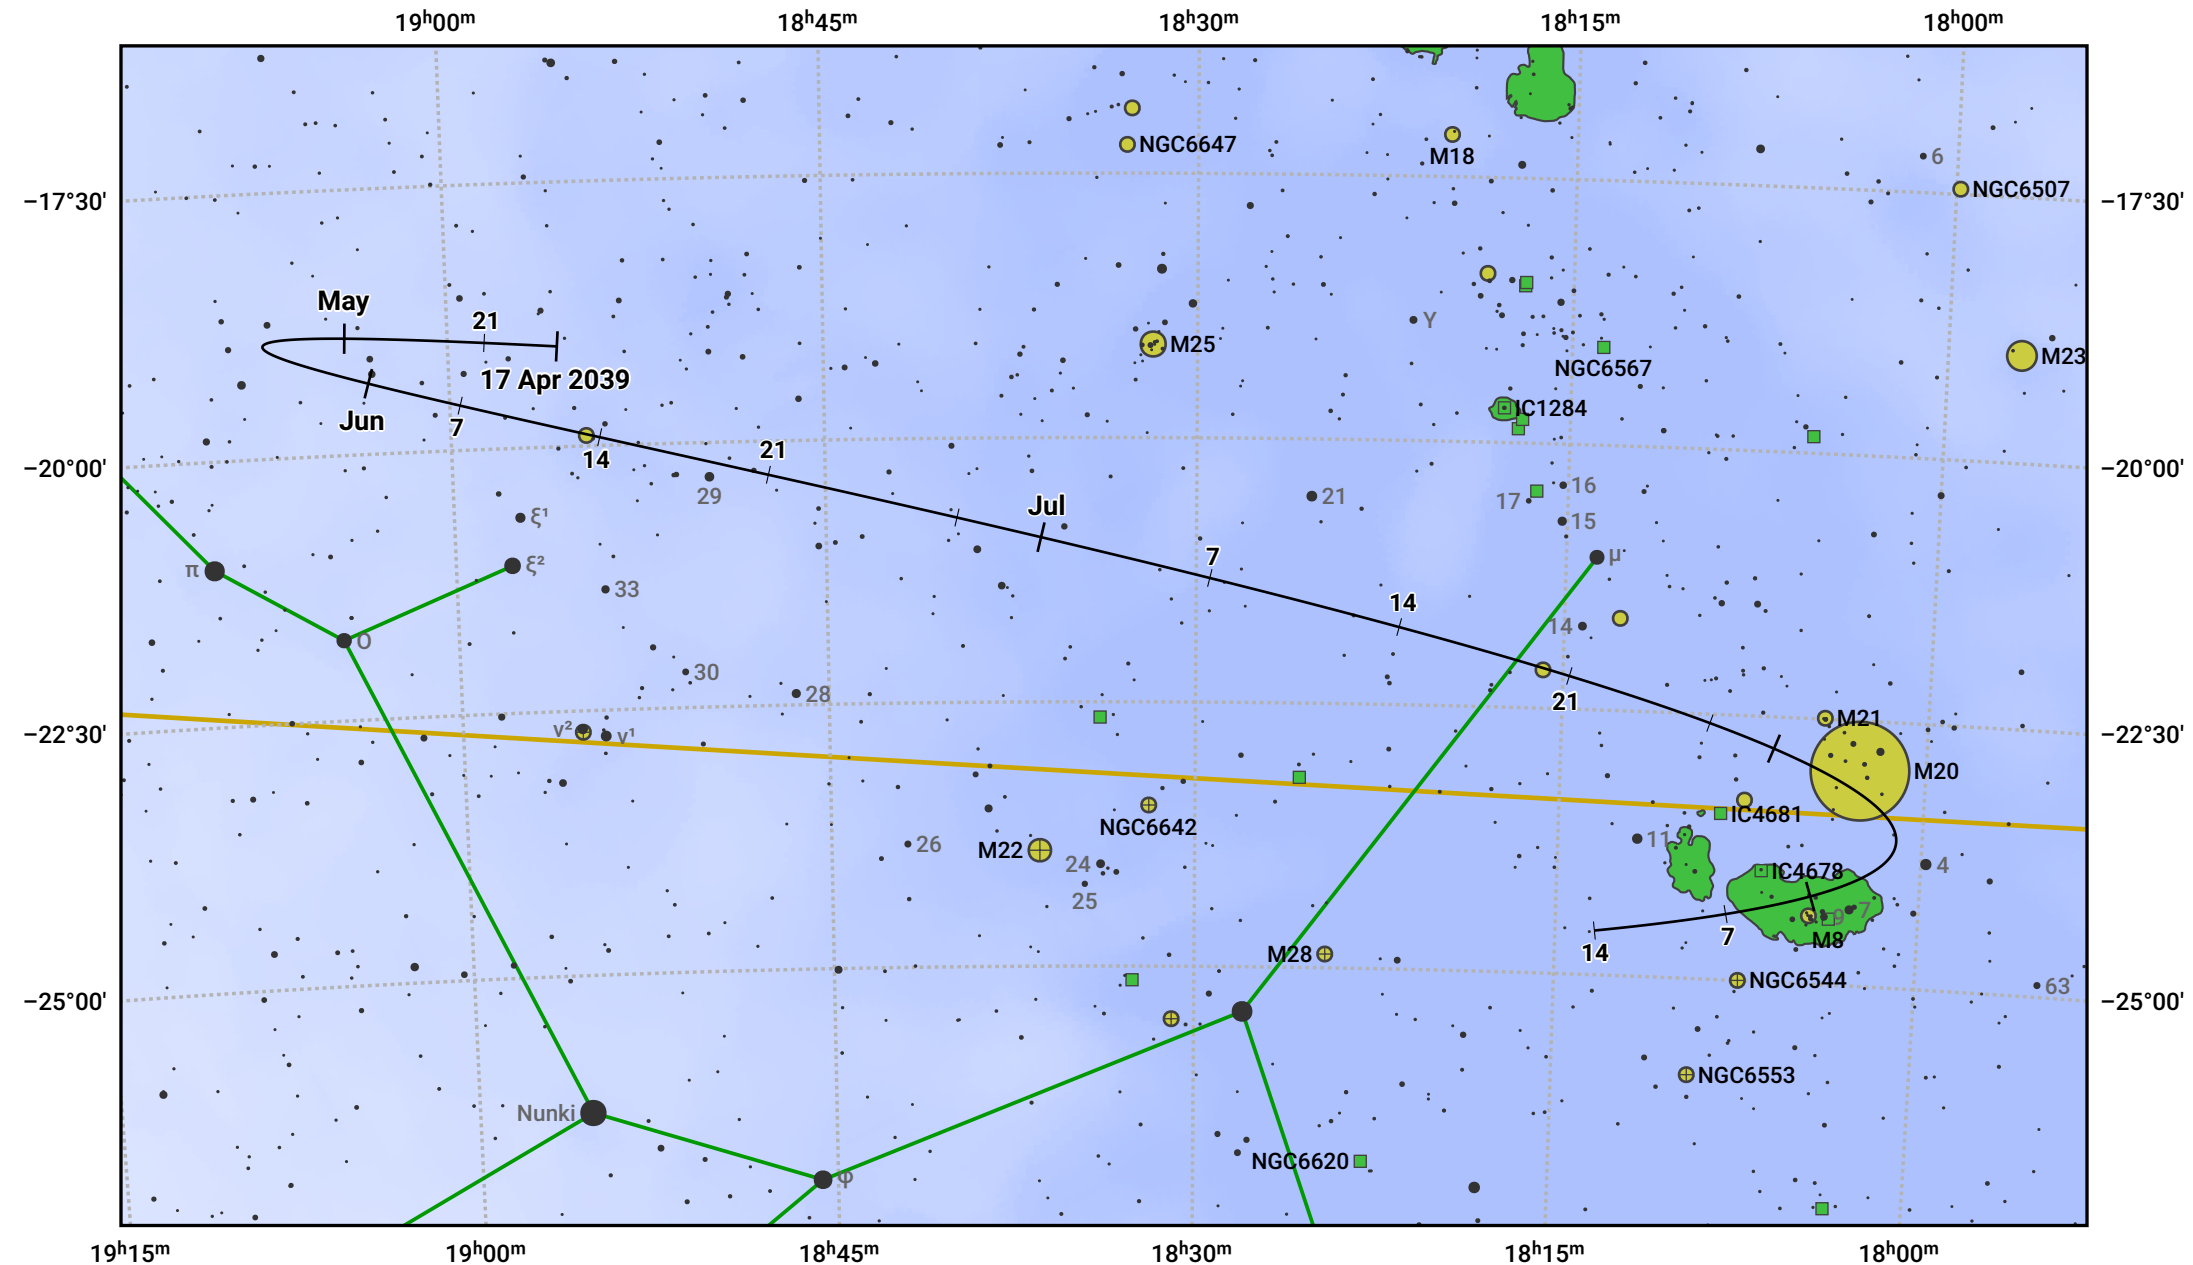 19ʰ00ᵐ 18ʰ45ᵐ 18ʰ30ᵐ 18ʰ15ᵐ 18ʰ00ᵐ
NGC6647
M18
6
−17°30' NGC6507 −17°30'
May
21
Y
M25
M23
NGC6567
17 Apr 2039
IC1284
Jun
7
14
21
−20°00' −20°00'
29
Jul
21
17
16
15
ξ¹
7
μ
π
ξ²
33
14
14
ο
30
28
21
M21
−22°30' −22°30'
ν²
ν¹
M20
IC4681
NGC6642
11
26
M22
24
4
IC4678
25
9
7
7
M8
14
M28
NGC6544
63
−25°00' −25°00'
NGC6553
Nunki
NGC6620
φ
19ʰ15ᵐ 19ʰ00ᵐ 18ʰ45ᵐ 18ʰ30ᵐ 18ʰ15ᵐ 18ʰ00ᵐ